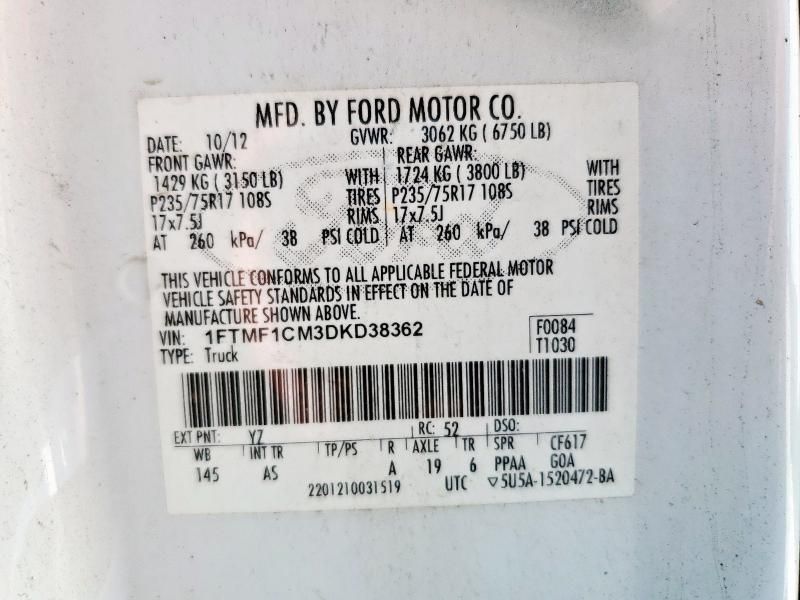 MFD. BY FORD MOTOR CO.
DATE: 10/12 GVWR: 3062 KG ( 6750 LB)
FRONT GAWR: REAR GAWR:
1429 KG ( 3150 LB) WITH 1724 KG ( 3800 LB) WITH
P235/75R17 108S TIRES P235/75R17 108S TIRES
17x7.5J RIMS 17x7.5J RIMS
AT 260 kPa/ 38 PSI COLD AT 260 kPa/ 38 PSI COLD
THIS VEHICLE CONFORMS TO ALL APPLICABLE FEDERAL MOTOR
VEHICLE SAFETY STANDARDS IN EFFECT ON THE DATE OF
MANUFACTURE SHOWN ABOVE.
VIN: 1FTMF1CM3DKD38362 F0084
TYPE: Truck T1030
EXT PNT: YZ RC: 52 DSO:
WB INT TR TP/PS R AXLE TR SPR CF617
145 AS A 19 6 PPAA GOA
2201210031519 UTC ▽5U5A-1520472-BA